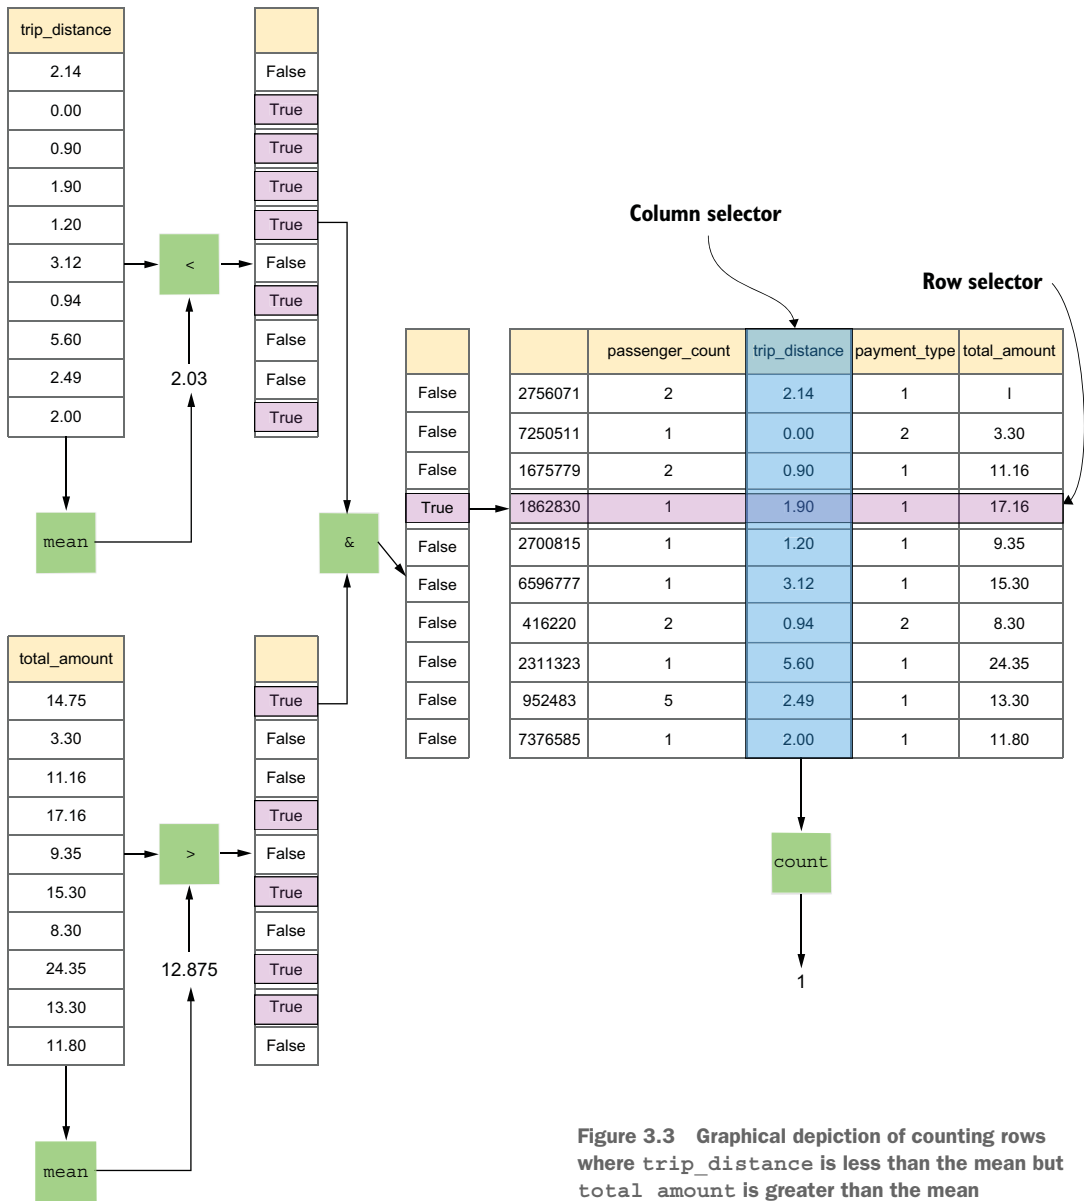 trip_distance
2.14
0.00
0.90
1.90
1.20
3.12
0.94
5.60
2.49
2.00
<
2.03
mean
False
True
True
True
True
False
True
False
False
True
total_amount
14.75
3.30
11.16
17.16
9.35
15.30
8.30
24.35
13.30
11.80
>
12.875
mean
True
False
False
True
False
True
False
True
True
False
&
Column selector
Row selector
passenger_count trip_distance payment_type total_amount
False 2756071 2 2.14 1 l
False 7250511 1 0.00 2 3.30
False 1675779 2 0.90 1 11.16
True 1862830 1 1.90 1 17.16
False 2700815 1 1.20 1 9.35
False 6596777 1 3.12 1 15.30
False 416220 2 0.94 2 8.30
False 2311323 1 5.60 1 24.35
False 952483 5 2.49 1 13.30
False 7376585 1 2.00 1 11.80
count
1
Figure 3.3 Graphical depiction of counting rows
where trip_distance is less than the mean but
total amount is greater than the mean